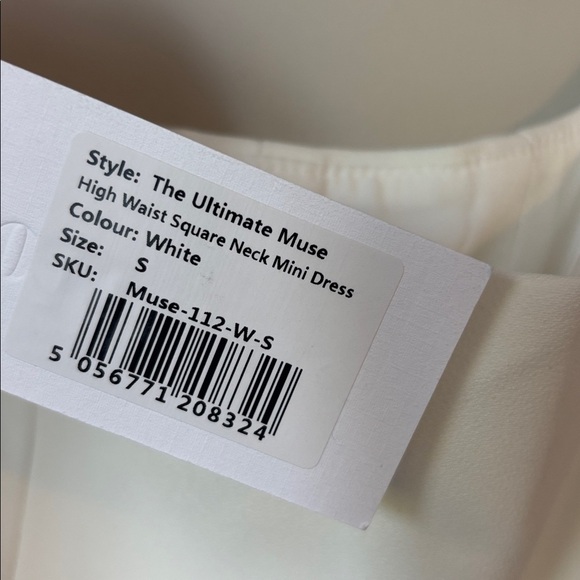 Style: The Ultimate Muse
High Waist Square Neck Mini Dress
Colour: White
Size: S
SKU: Muse-112-W-S
5 056771 208324